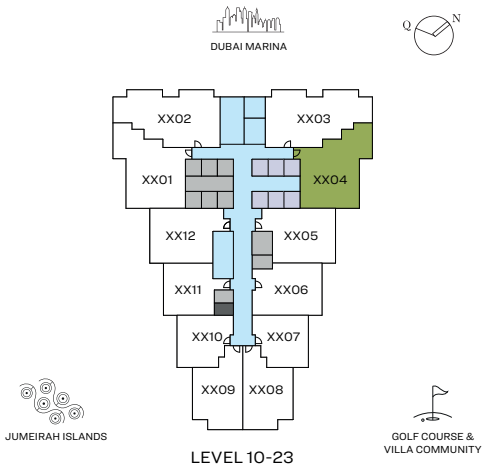 DUBAI MARINA
Q N
XX02
XX03
XX01
XX04
XX12
XX05
XX11
XX06
XX10
XX07
XX09
XX08
JUMEIRAH ISLANDS
GOLF COURSE &
VILLA COMMUNITY
LEVEL 10-23